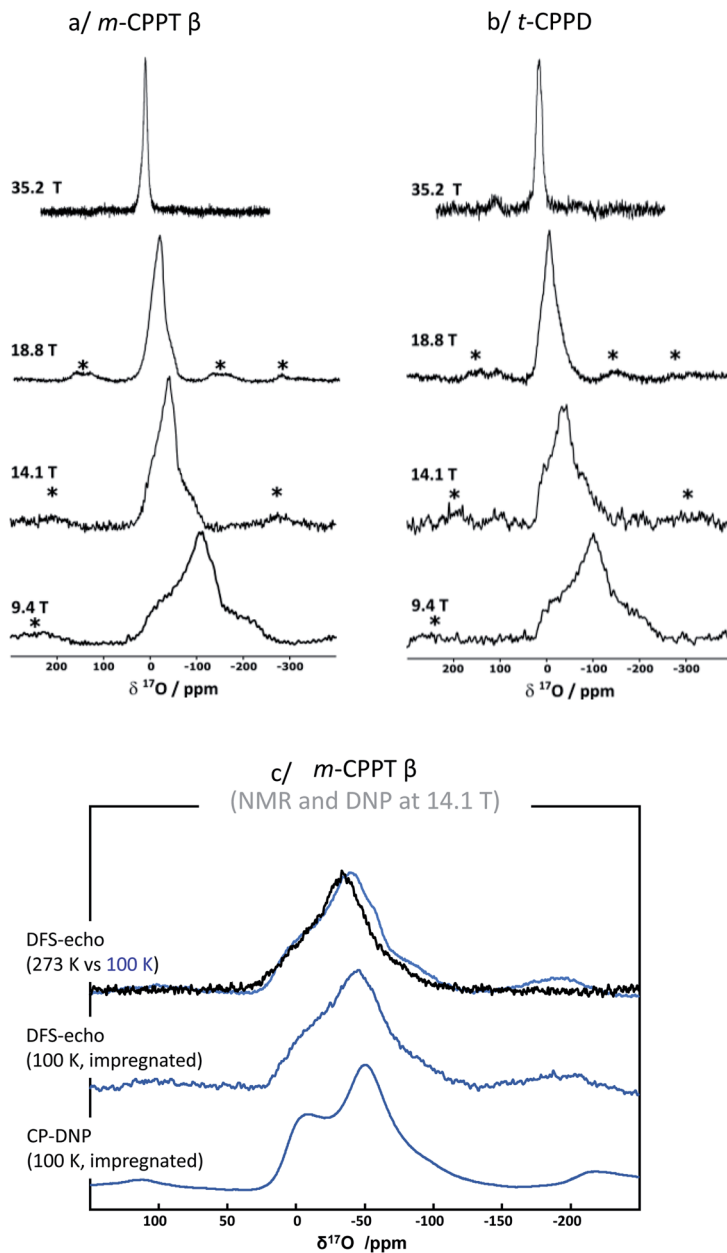 a/ m-CPPT β
b/ t-CPPD
35.2 T
35.2 T
18.8 T
* * *
18.8 T
* * *
14.1 T
* *
14.1 T
* *
9.4 T
*
9.4 T
*
200 100 0 -100 -200 -300
δ ¹⁷O / ppm
200 100 0 -100 -200 -300
δ ¹⁷O / ppm
c/ m-CPPT β
(NMR and DNP at 14.1 T)
DFS-echo
(273 K vs 100 K)
DFS-echo
(100 K, impregnated)
CP-DNP
(100 K, impregnated)
100 50 0 -50 -100 -150 -200
δ¹⁷O /ppm